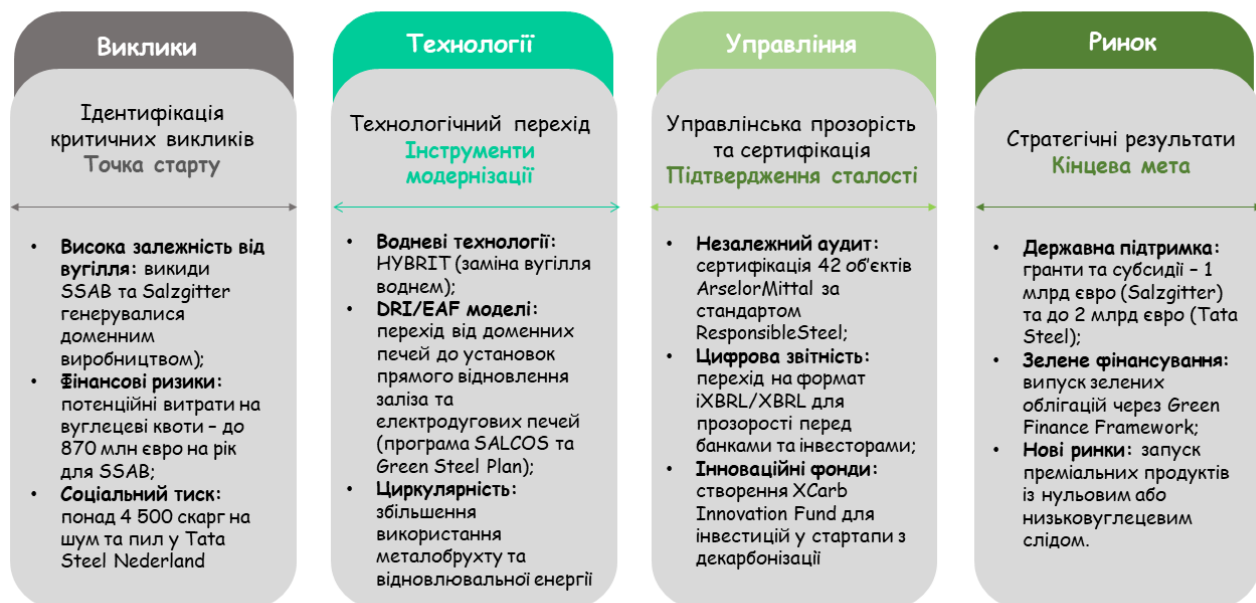 Виклики
Ідентифікація
критичних викликів
Точка старту
• Висока залежність від
вугілля: викиди
SSAB та Salzgitter
генерувалися
доменним
виробництвом);
• Фінансові ризики:
потенційні витрати на
вуглецеві квоти – до
870 млн євро на рік
для SSAB;
• Соціальний тиск:
понад 4 500 скарг на
шум та пил у Tata
Steel Nederland
Технології
Технологічний перехід
Інструменти
модернізації
• Водневі технології:
HYBRIT (заміна вугілля
воднем);
• DRI/EAF моделі:
перехід від доменних
печей до установок
прямого відновлення
заліза та
електродугових печей
(програма SALCOS та
Green Steel Plan);
• Циркулярність:
збільшення
використання
металобрухту та
відновлювальної енергії
Управління
Управлінська прозорість
та сертифікація
Підтвердження сталості
• Незалежний аудит:
сертифікація 42 об’єктів
ArselorMittal за
стандартом
ResponsibleSteel;
• Цифрова звітність:
перехід на формат
iXBRL/XBRL для
прозорості перед
банками та інвесторами;
• Інноваційні фонди:
створення XCarb
Innovation Fund для
інвестицій у стартапи з
декарбонізації
Ринок
Стратегічні результати
Кінцева мета
• Державна підтримка:
гранти та субсидії – 1
млрд євро (Salzgitter)
та до 2 млрд євро (Tata
Steel);
• Зелене фінансування:
випуск зелених
облігацій через Green
Finance Framework;
• Нові ринки: запуск
преміальних продуктів
із нульовим або
низьковуглецевим
слідом.